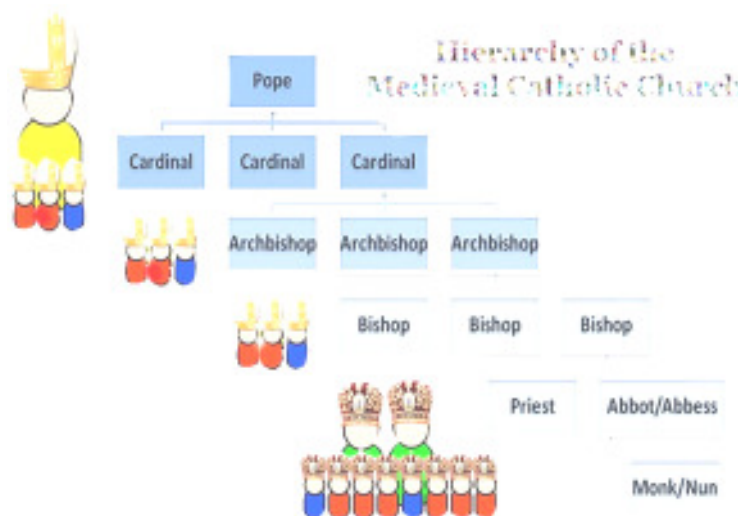 Hierarchy of the
Medieval Catholic Church
Pope
Cardinal Cardinal Cardinal
Archbishop Archbishop Archbishop
Bishop Bishop Bishop
Priest Abbot/Abbess
Monk/Nun